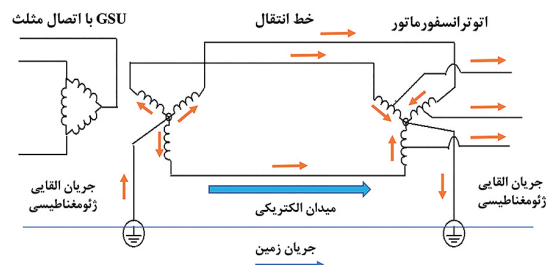 GSU با اتصال مثلث
خط انتقال
اتوترانسفورماتور
جریان القایی
ژئومغناطیسی
میدان الکتریکی
جریان القایی
ژئومغناطیسی
جریان زمین